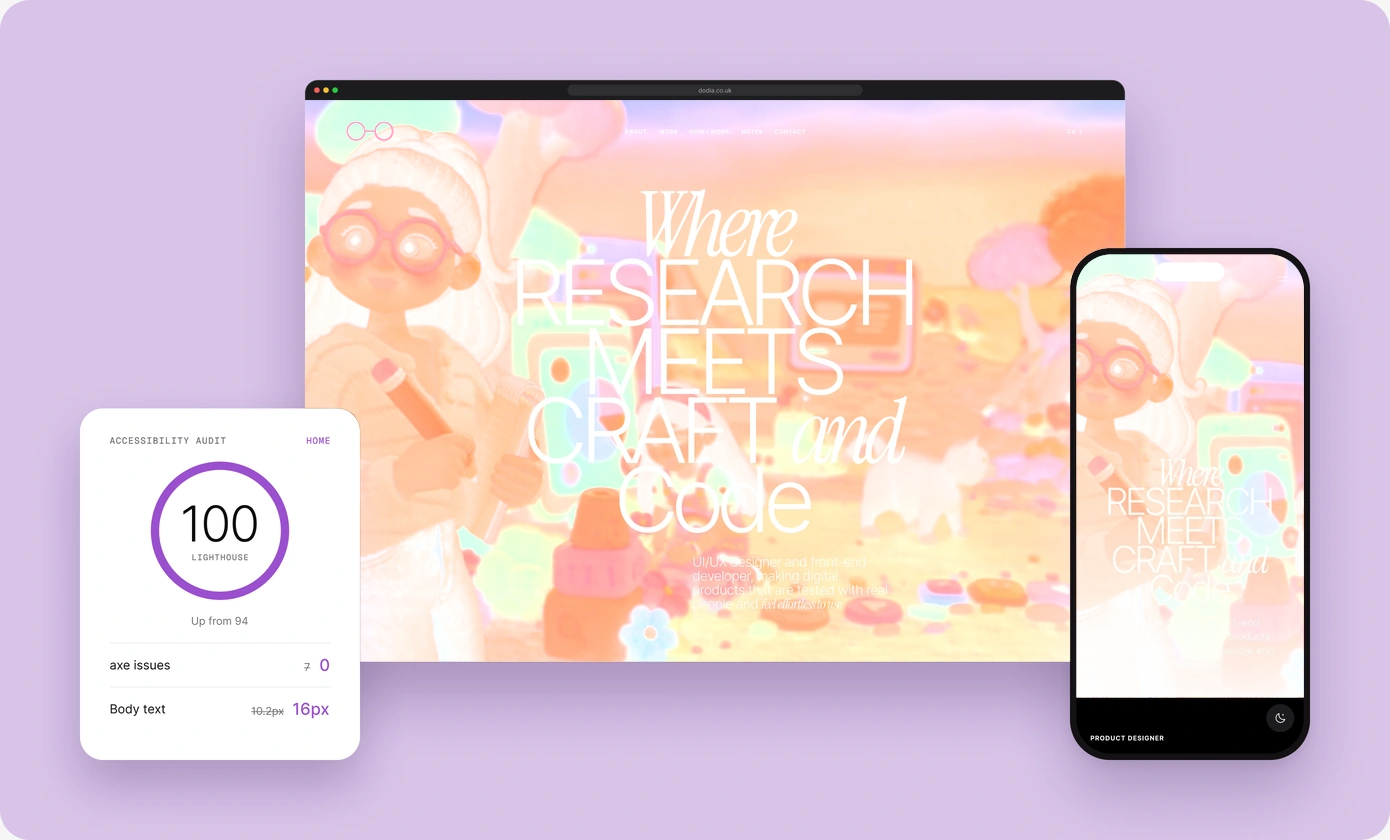 dodia.co.uk
ABOUT WORK HOW I WORK NOTES CONTACT
Where
RESEARCH
MEETS
CRAFT and
Code
UI/UX designer and front-end
developer, making digital
products that are tested with real
people and feel effortless to use
ACCESSIBILITY AUDIT HOME
100
LIGHTHOUSE
Up from 94
axe issues 7 0
Body text 10.2px 16px
Where
RESEARCH
MEETS
CRAFT and
Code
PRODUCT DESIGNER